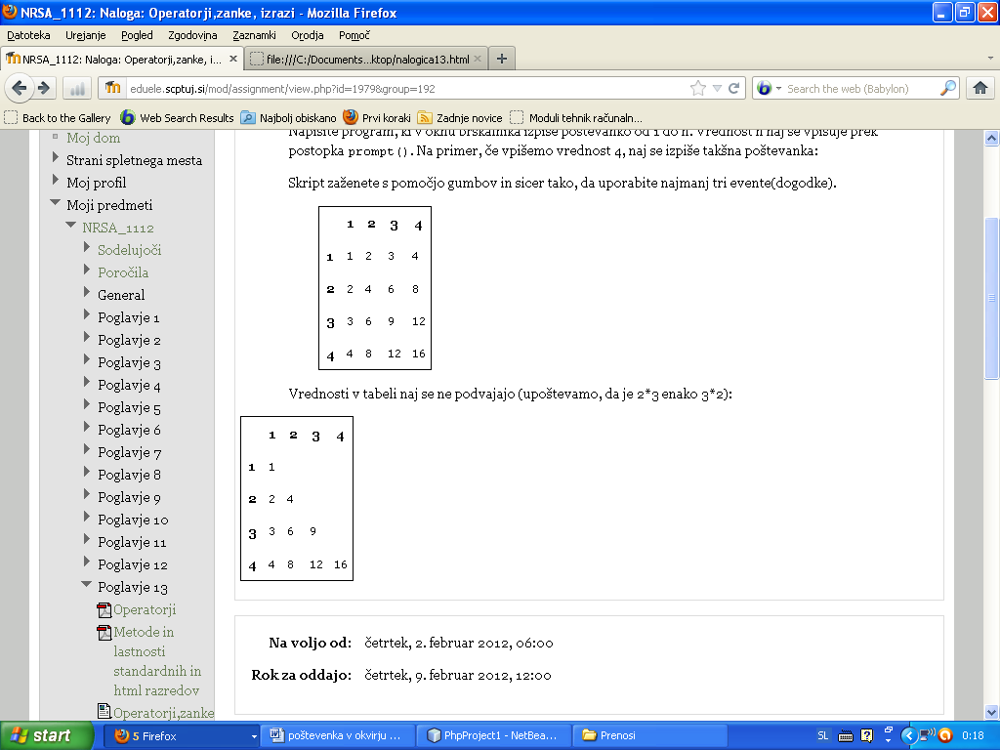 NRSA_1112: Naloga: Operatorji,zanke, izrazi - Mozilla Firefox
Datoteka Urejanje Pogled Zgodovina Zaznamki Orodja Pomoč
NRSA_1112: Naloga: Operatorji,zanke, i... × file:///C:/Documents...ktop/nalogica13.html × +
eduele.scptuj.si/mod/assignment/view.php?id=1979&group=192 Search the web (Babylon)
Back to the Gallery Web Search Results Najbolj obiskano Prvi koraki Zadnje novice Moduli tehnik računaln...
Moj dom
Strani spletnega mesta
Moj profil
Moji predmeti
NRSA_1112
Sodelujoči
Poročila
General
Poglavje 1
Poglavje 2
Poglavje 3
Poglavje 4
Poglavje 5
Poglavje 6
Poglavje 7
Poglavje 8
Poglavje 9
Poglavje 10
Poglavje 11
Poglavje 12
Poglavje 13
Operatorji
Metode in
lastnosti
standardnih in
html razredov
Operatorji,zanke
Napišite program, ki v oknu brskalnika izpiše poštevanko od 1 do n. Vrednost n naj se vpisuje prek
postopka prompt(). Na primer, če vpišemo vrednost 4, naj se izpiše takšna poštevanka:
Skript zaženete s pomočjo gumbov in sicer tako, da uporabite najmanj tri evente(dogodke).
1 2 3 4
1 1 2 3 4
2 2 4 6 8
3 3 6 9 12
4 4 8 12 16
Vrednosti v tabeli naj se ne podvajajo (upoštevamo, da je 2*3 enako 3*2):
1 2 3 4
1 1
2 2 4
3 3 6 9
4 4 8 12 16
Na voljo od: četrtek, 2. februar 2012, 06:00
Rok za oddajo: četrtek, 9. februar 2012, 12:00
start 5 Firefox poštevenka v okvirju ... PhpProject1 - NetBea... Prenosi SL 0:18